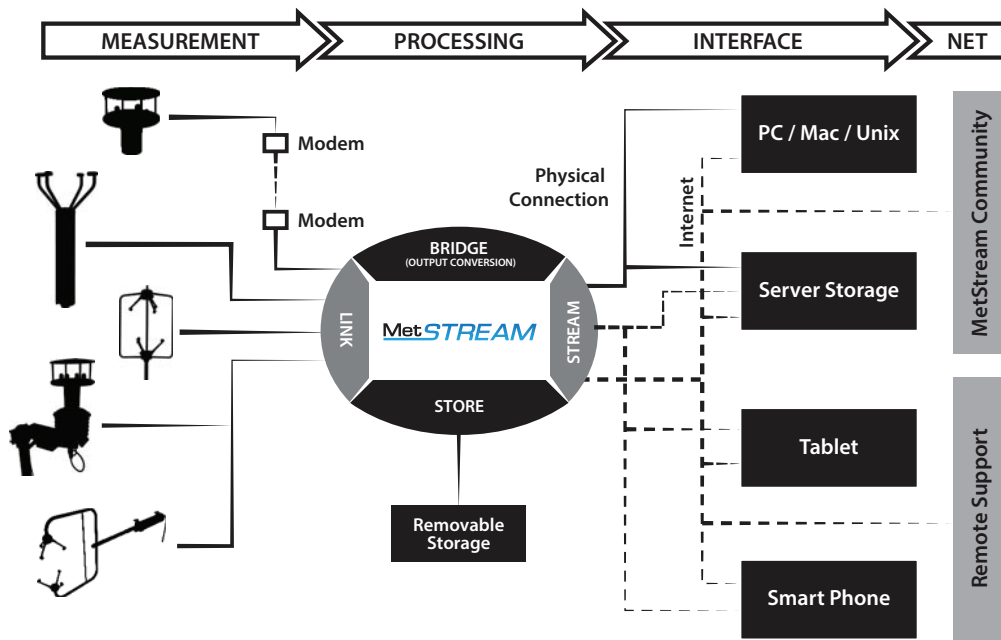 MEASUREMENT
PROCESSING
INTERFACE
NET
Modem
Modem
Physical
Connection
Internet
BRIDGE
(OUTPUT CONVERSION)
LINK
MetSTREAM
STREAM
STORE
Removable
Storage
PC / Mac / Unix
Server Storage
Tablet
Smart Phone
MetStream Community
Remote Support